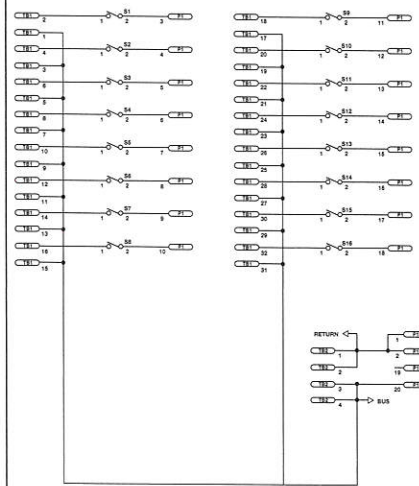 TB1 2 1 S1 2 3 P1
TB1 1
TB1 4 1 S2 2 4 P1
TB1 3
TB1 6 1 S3 2 5 P1
TB1 5
TB1 8 1 S4 2 6 P1
TB1 7
TB1 10 1 S5 2 7 P1
TB1 9
TB1 12 1 S6 2 8 P1
TB1 11
TB1 14 1 S7 2 9 P1
TB1 13
TB1 16 1 S8 2 10 P1
TB1 15
TB1 18 1 S9 2 11 P1
TB1 17
TB1 20 1 S10 2 12 P1
TB1 19
TB1 22 1 S11 2 13 P1
TB1 21
TB1 24 1 S12 2 14 P1
TB1 23
TB1 26 1 S13 2 15 P1
TB1 25
TB1 28 1 S14 2 16 P1
TB1 27
TB1 30 1 S15 2 17 P1
TB1 29
TB1 32 1 S16 2 18 P1
TB1 31
RETURN 1 P1
TB2 1 2 P1
TB2 2 19 P1
TB2 3 20 P1
TB2 4 BUS